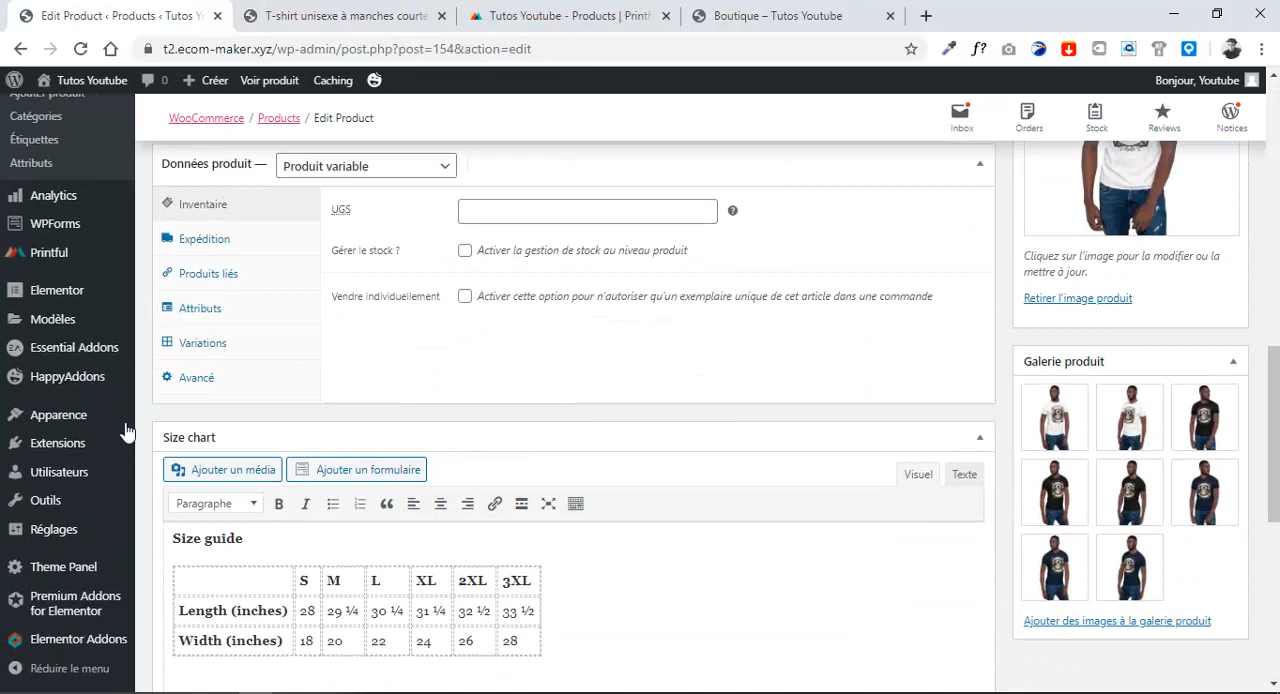 Edit Product ‹ Products ‹ Tutos Y
T-shirt unisexe à manches courte
Tutos Youtube - Products | Printf
Boutique – Tutos Youtube
t2.ecom-maker.xyz/wp-admin/post.php?post=154&action=edit
Tutos Youtube
0
Créer
Voir produit
Caching
Bonjour, Youtube
Ajouter produit
Catégories
Étiquettes
Attributs
Analytics
WPForms
Printful
Elementor
Modèles
Essential Addons
HappyAddons
Apparence
Extensions
Utilisateurs
Outils
Réglages
Theme Panel
Premium Addons
for Elementor
Elementor Addons
Réduire le menu
WooCommerce / Products / Edit Product
Inbox
Orders
Stock
Reviews
Notices
Données produit — Produit variable
Inventaire
Expédition
Produits liés
Attributs
Variations
Avancé
UGS
Gérer le stock ? Activer la gestion de stock au niveau produit
Vendre individuellement Activer cette option pour n'autoriser qu'un exemplaire unique de cet article dans une commande
Size chart
Ajouter un média
Ajouter un formulaire
Visuel
Texte
Paragraphe
Size guide
S M L XL 2XL 3XL
Length (inches) 28 29 ¼ 30 ¼ 31 ¼ 32 ½ 33 ½
Width (inches) 18 20 22 24 26 28
Cliquez sur l'image pour la modifier ou la
mettre à jour.
Retirer l'image produit
Galerie produit
Ajouter des images à la galerie produit